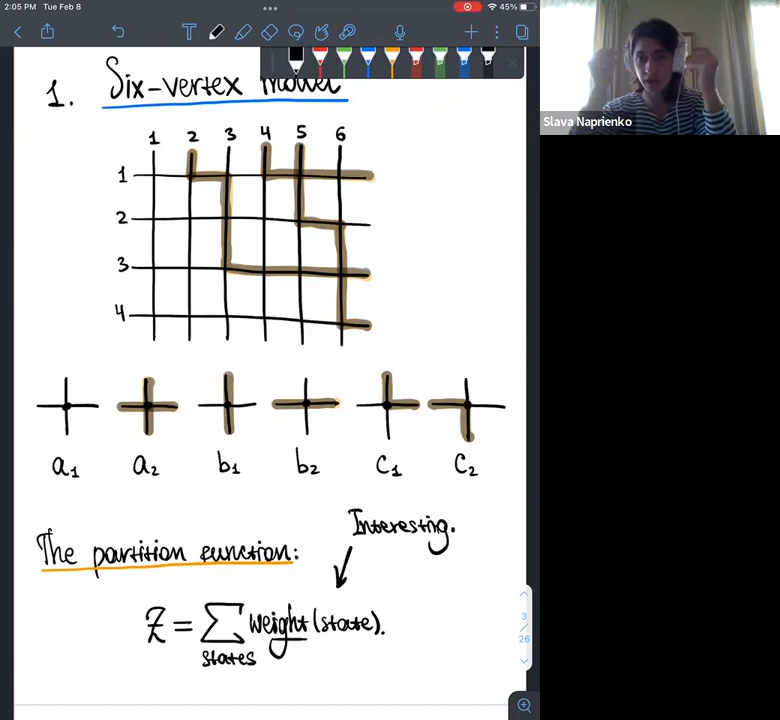 2:05 PM Tue Feb 8
45%
1. Six-vertex model
1 2 3 4 5 6
1
2
3
4
a1 a2 b1 b2 c1 c2
Interesting.
The partition function:
Z = ∑ weight (state).
states
3
/
26
Slava Naprienko